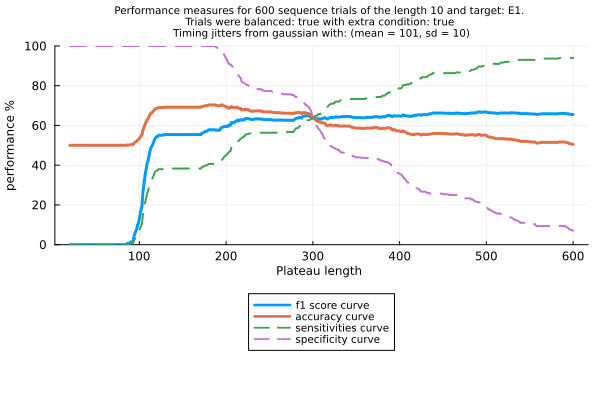 Performance measures for 600 sequence trials of the length 10 and target: E1.
Trials were balanced: true with extra condition: true
Timing jitters from gaussian with: (mean = 101, sd = 10)
100
80
60
40
20
0
performance %
100
200
300
400
500
600
Plateau length
f1 score curve
accuracy curve
sensitivities curve
specificity curve